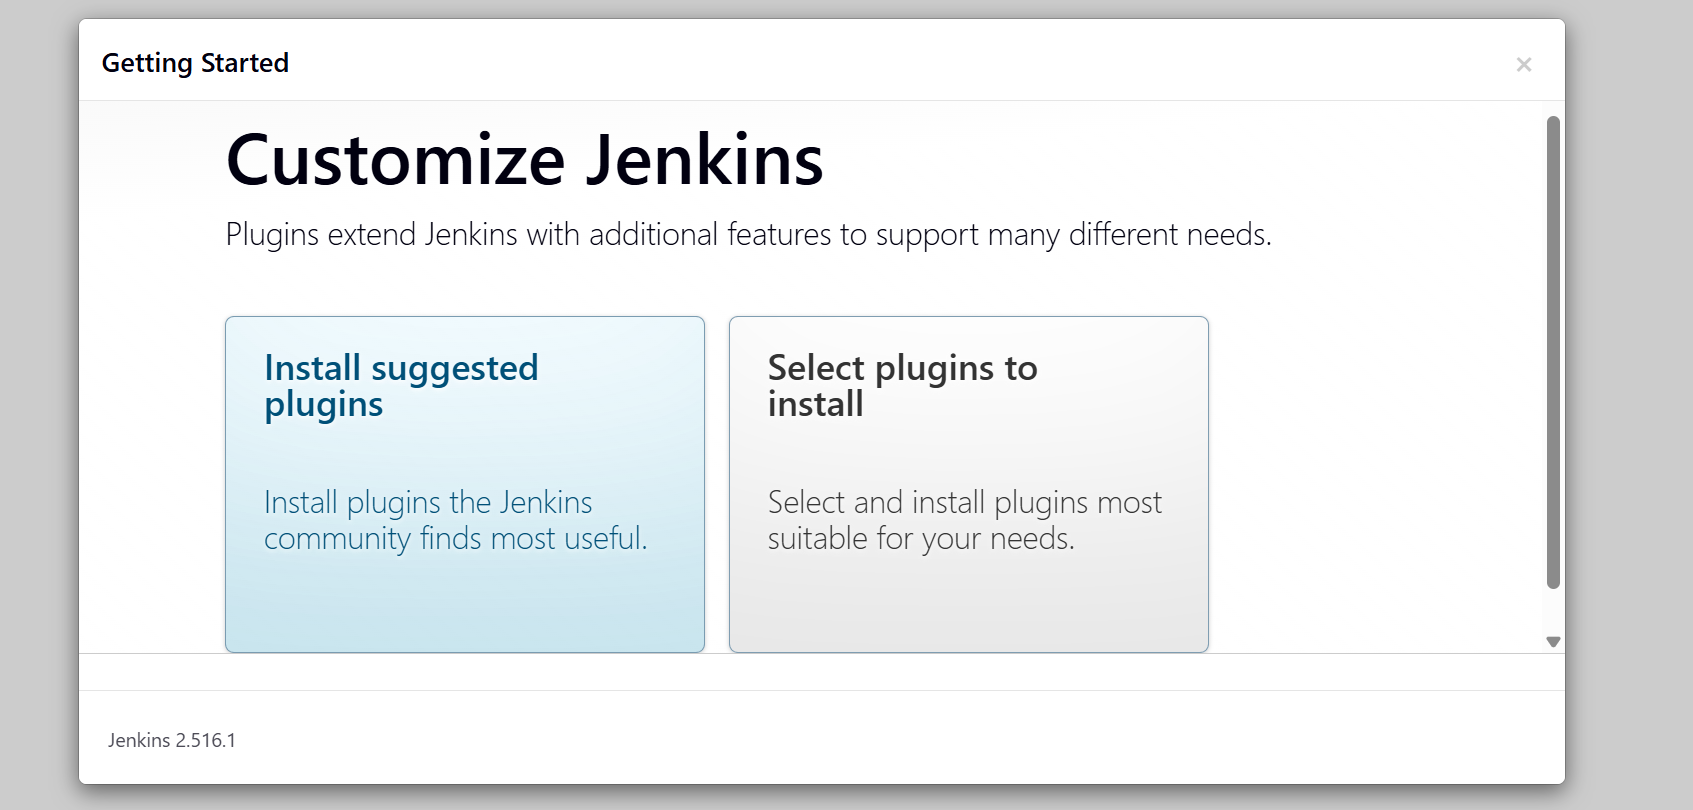 Getting Started
×
Customize Jenkins
Plugins extend Jenkins with additional features to support many different needs.
Install suggested
plugins
Install plugins the Jenkins
community finds most useful.
Select plugins to
install
Select and install plugins most
suitable for your needs.
Jenkins 2.516.1